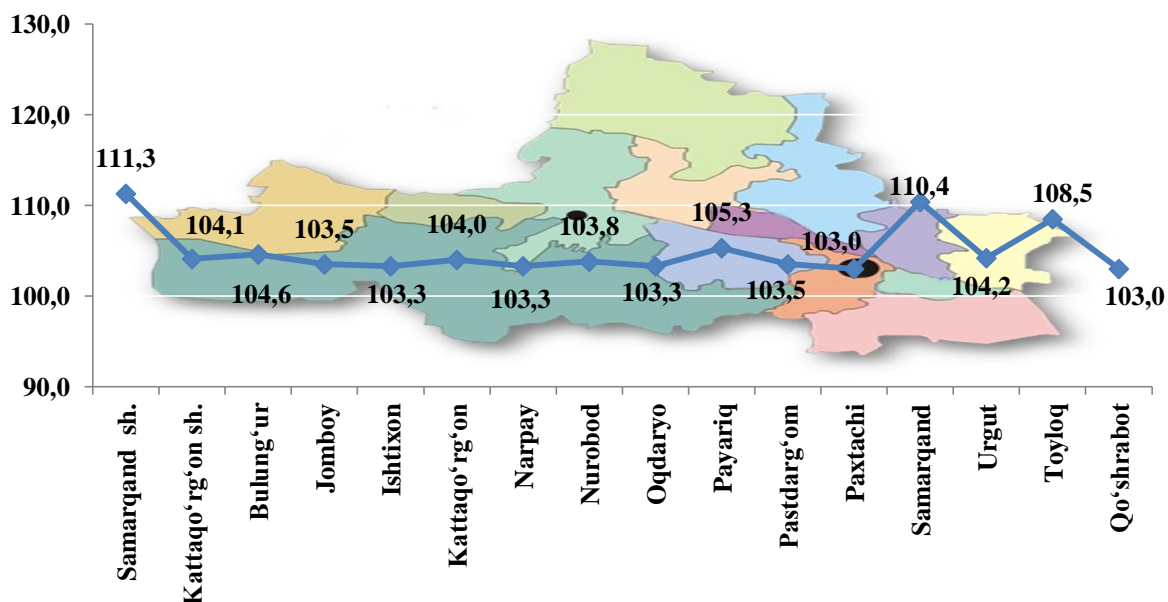 130,0
120,0
110,0
100,0
90,0
111,3
104,1
104,6
103,5
103,3
104,0
103,3
103,8
103,3
105,3
103,5
103,0
110,4
104,2
108,5
103,0
Samarqand sh.
Kattaqo‘rg‘on sh.
Bulung‘ur
Jomboy
Ishtixon
Kattaqo‘rg‘on
Narpay
Nurobod
Oqdaryo
Payariq
Pastdarg‘om
Paxtachi
Samarqand
Urgut
Toyloq
Qo‘shrabot